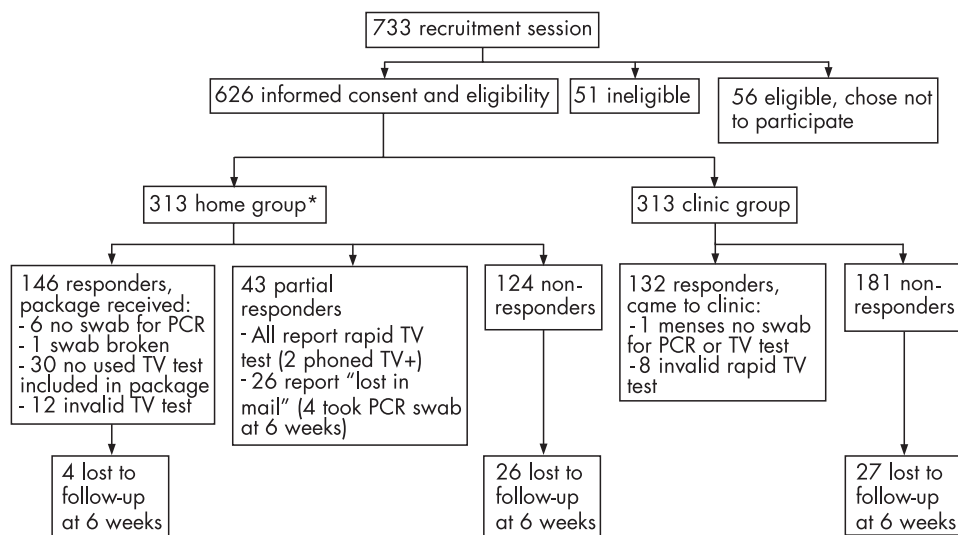 733 recruitment session
626 informed consent and eligibility
51 ineligible
56 eligible, chose not
to participate
313 home group*
313 clinic group
146 responders,
package received:
- 6 no swab for PCR
- 1 swab broken
- 30 no used TV test
included in package
- 12 invalid TV test
43 partial
responders
- All report rapid TV
test (2 phoned TV+)
- 26 report “lost in
mail” (4 took PCR swab
at 6 weeks)
124 non-
responders
132 responders,
came to clinic:
- 1 menses no swab
for PCR or TV test
- 8 invalid rapid TV
test
181 non-
responders
4 lost to
follow-up
at 6 weeks
26 lost to
follow-up
at 6 weeks
27 lost to
follow-up
at 6 weeks